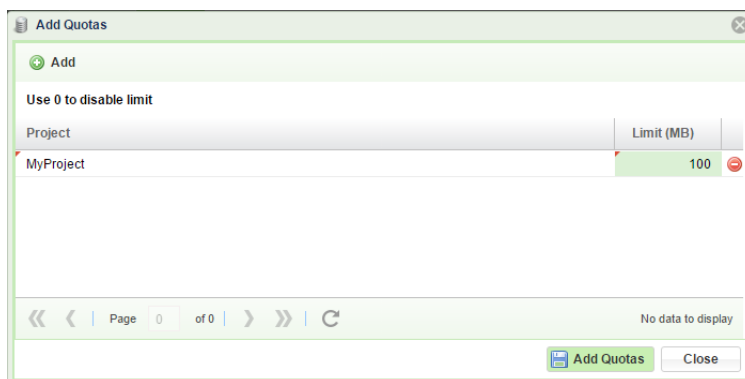 Add Quotas
Add
Use 0 to disable limit
Project Limit (MB)
MyProject 100
Page 0 of 0 No data to display
Add Quotas Close